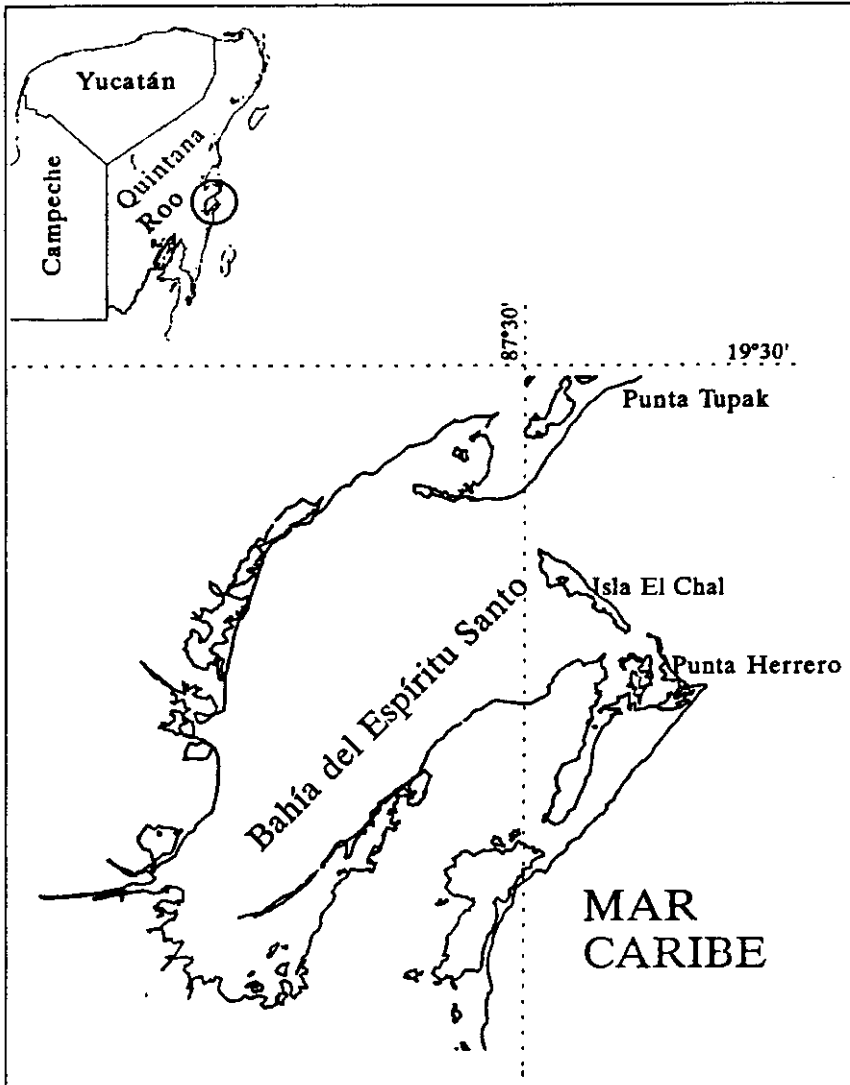 Yucatán
Quintana
Roo
Campeche
87°30'
19°30'
Punta Tupak
Isla El Chal
Bahía del Espíritu Santo
Punta Herrero
MAR
CARIBE